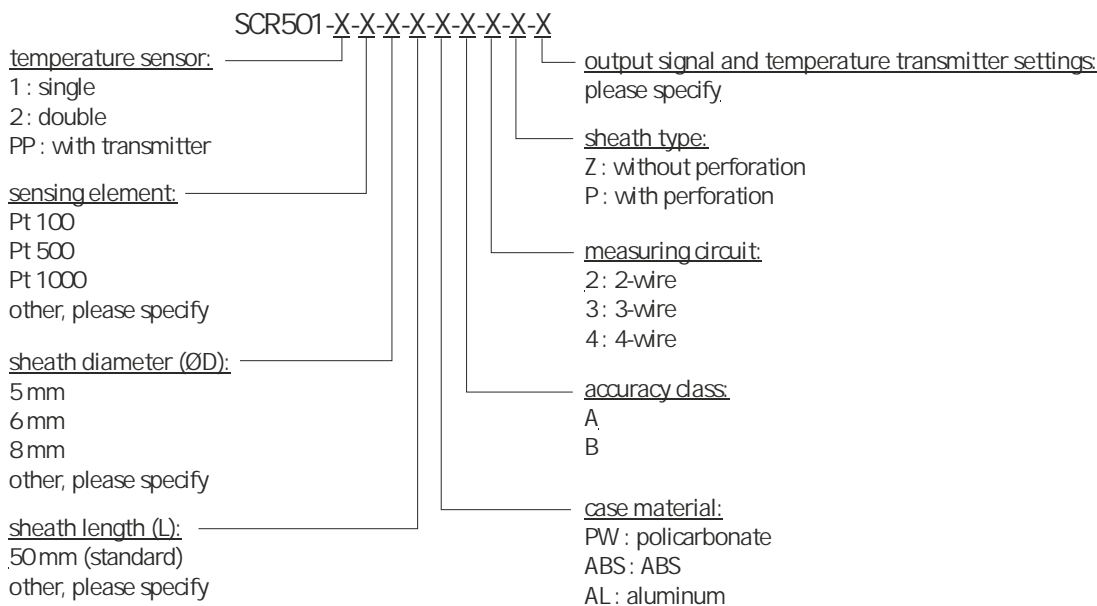 SCR501-X-X-X-X-X-X-X-X-X
temperature sensor:
1 : single
2 : double
PP : with transmitter
sensing element:
Pt 100
Pt 500
Pt 1000
other, please specify
sheath diameter (ØD):
5 mm
6 mm
8 mm
other, please specify
sheath length (L):
50 mm (standard)
other, please specify
output signal and temperature transmitter settings:
please specify
sheath type:
Z : without perforation
P : with perforation
measuring circuit:
2 : 2-wire
3 : 3-wire
4 : 4-wire
accuracy class:
A
B
case material:
PW : policarbonate
ABS : ABS
AL : aluminum